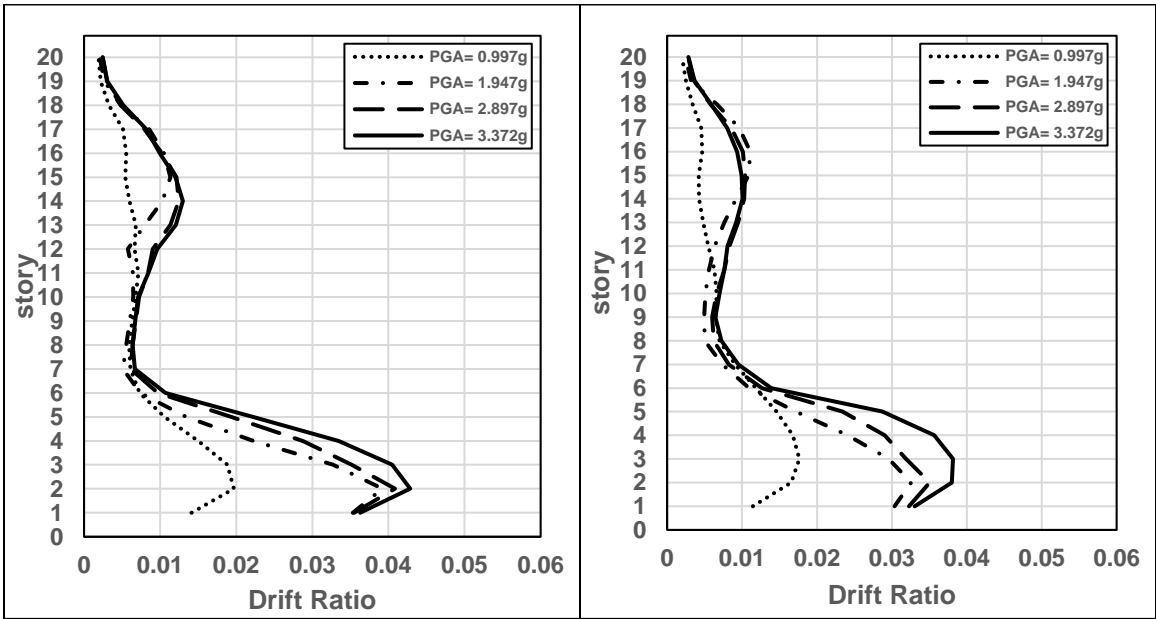 20
19
18
17
16
15
14
13
12
11
10
9
8
7
6
5
4
3
2
1
story
0 0.01 0.02 0.03 0.04 0.05 0.06
Drift Ratio
PGA= 0.997g
PGA= 1.947g
PGA= 2.897g
PGA= 3.372g
20
19
18
17
16
15
14
13
12
11
10
9
8
7
6
5
4
3
2
1
story
0 0.01 0.02 0.03 0.04 0.05 0.06
Drift Ratio
PGA= 0.997g
PGA= 1.947g
PGA= 2.897g
PGA= 3.372g